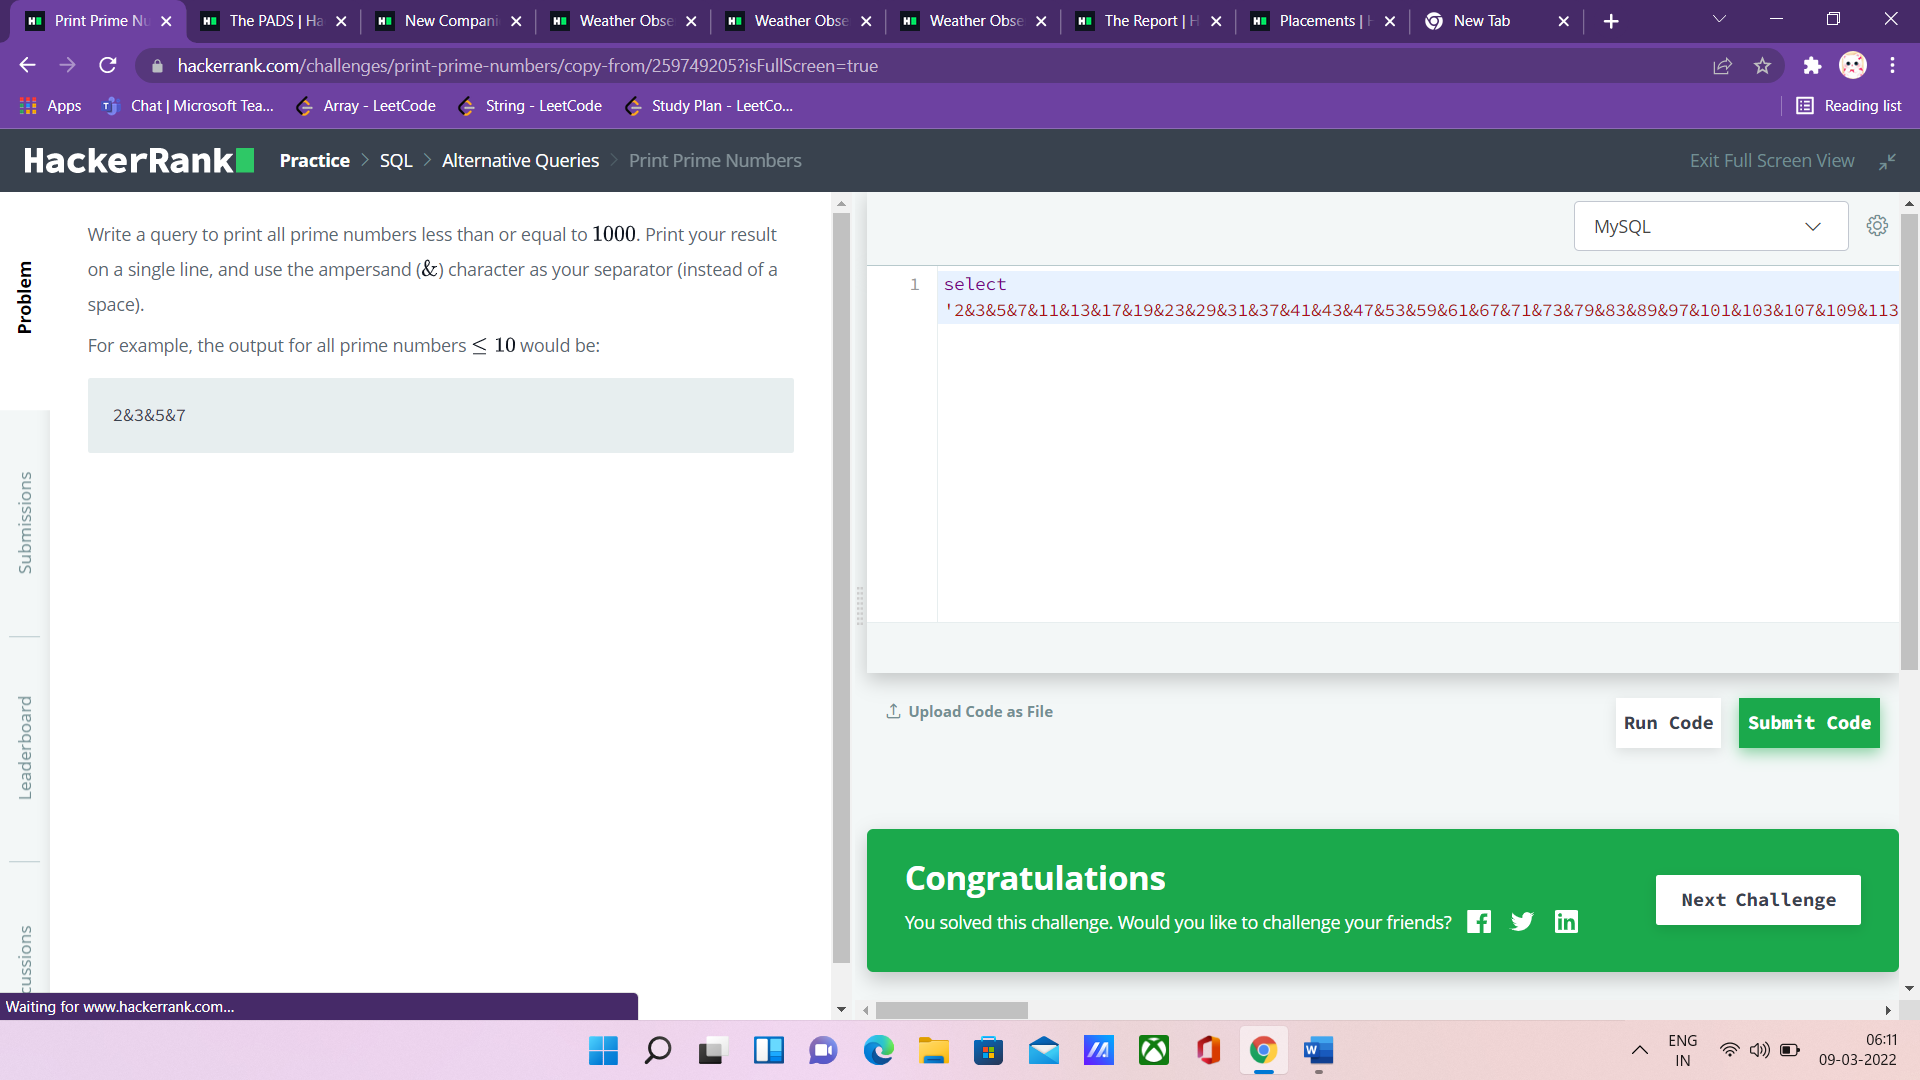 Print Prime Nu
The PADS | Ha
New Compani
Weather Obse
Weather Obse
Weather Obse
The Report | H
Placements | H
New Tab
hackerrank.com/challenges/print-prime-numbers/copy-from/259749205?isFullScreen=true
Apps
Chat | Microsoft Tea...
Array - LeetCode
String - LeetCode
Study Plan - LeetCo...
Reading list
HackerRank
Practice > SQL > Alternative Queries > Print Prime Numbers
Exit Full Screen View
Problem
Submissions
Leaderboard
cussions
Write a query to print all prime numbers less than or equal to 1000. Print your result
on a single line, and use the ampersand (&) character as your separator (instead of a
space).
For example, the output for all prime numbers ≤ 10 would be:
2&3&5&7
MySQL
1 select
'2&3&5&7&11&13&17&19&23&29&31&37&41&43&47&53&59&61&67&71&73&79&83&89&97&101&103&107&109&113
Upload Code as File
Run Code
Submit Code
Congratulations
You solved this challenge. Would you like to challenge your friends?
Next Challenge
Waiting for www.hackerrank.com...
ENG
IN
06:11
09-03-2022